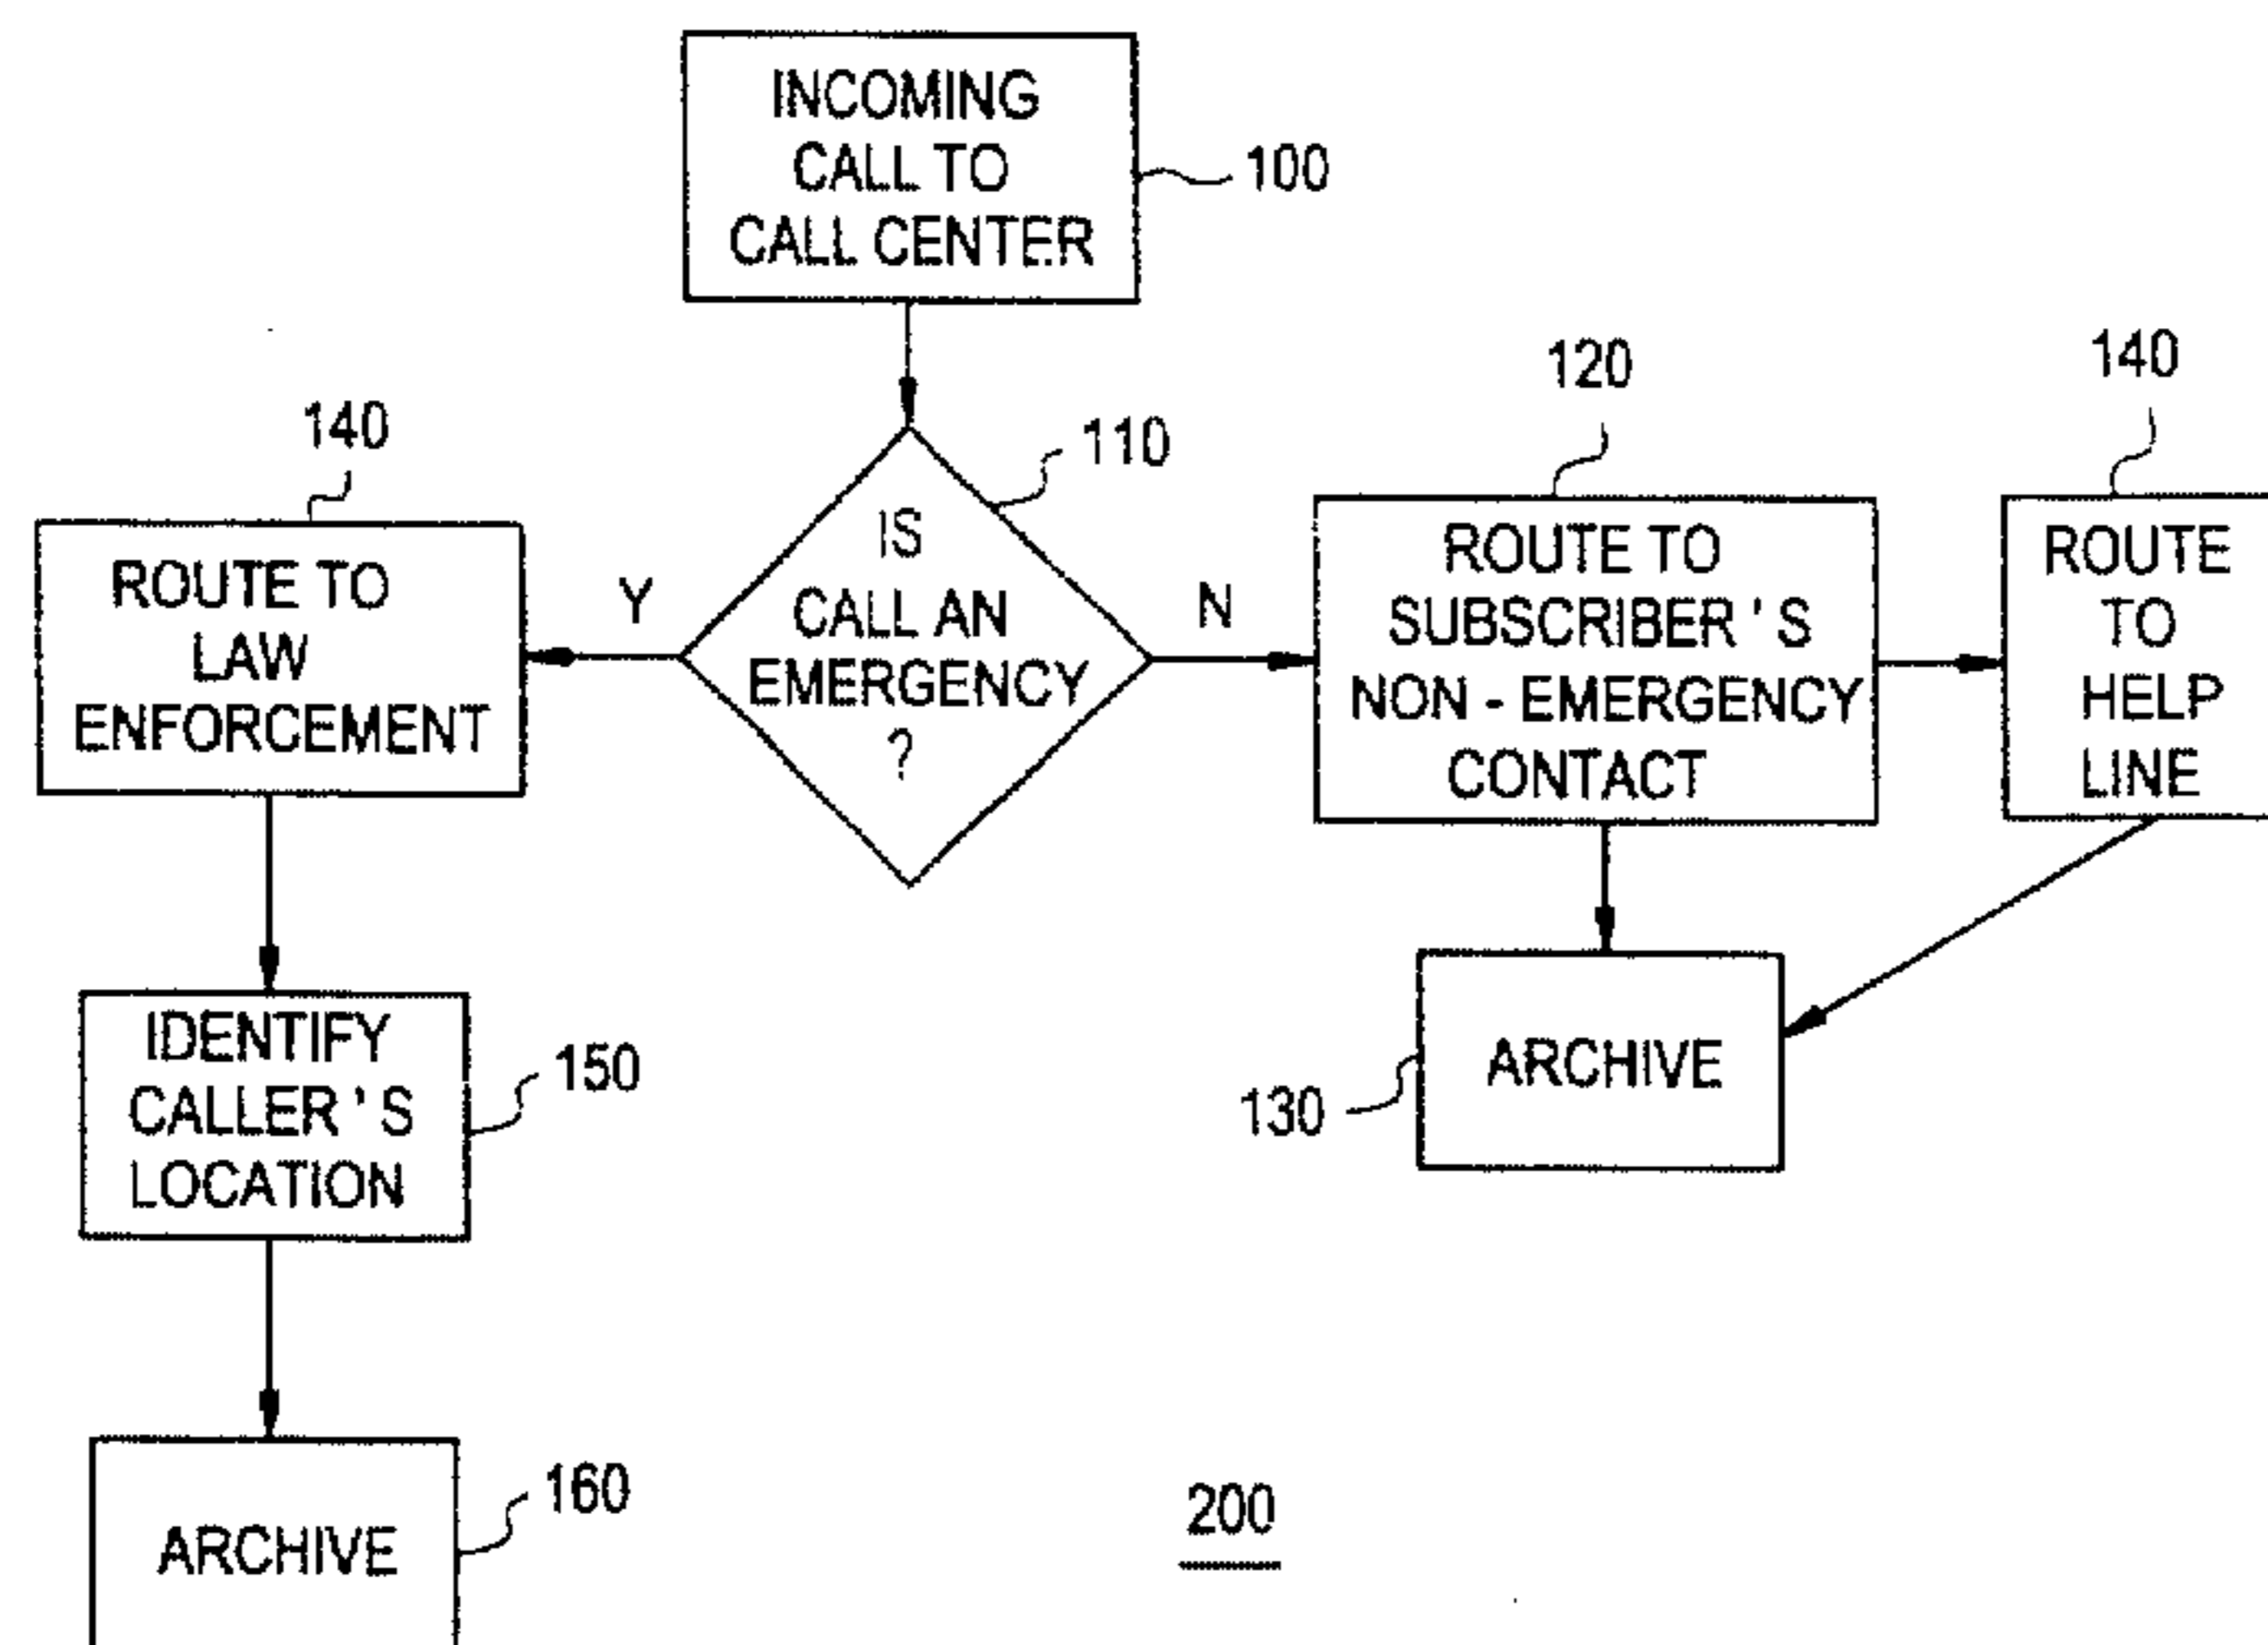 INCOMING
CALL TO
CALL CENTER
100
110
IS
CALL AN
EMERGENCY
?
Y
N
140
ROUTE TO
LAW
ENFORCEMENT
120
ROUTE TO
SUBSCRIBER ' S
NON - EMERGENCY
CONTACT
140
ROUTE
TO
HELP
LINE
IDENTIFY
CALLER ' S
LOCATION
150
ARCHIVE
130
ARCHIVE
160
200